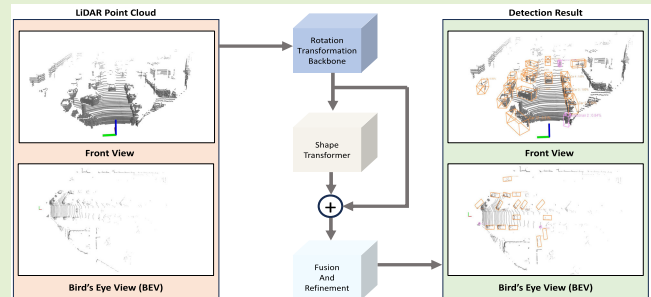 LiDAR Point Cloud
Front View
Bird's Eye View (BEV)
Rotation
Transformation
Backbone
Shape
Transformer
+
Fusion
And
Refinement
Detection Result
Front View
Bird's Eye View (BEV)